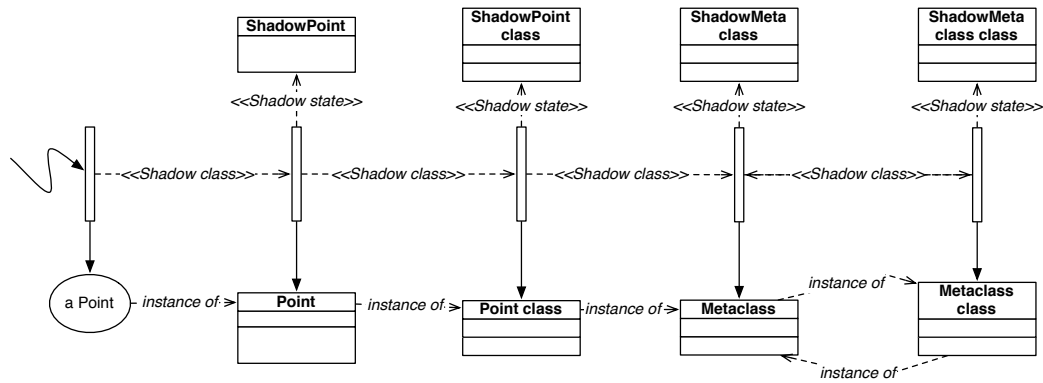 ShadowPoint
ShadowPoint
class
ShadowMeta
class
ShadowMeta
class class
<<Shadow state>>
<<Shadow state>>
<<Shadow state>>
<<Shadow state>>
<<Shadow class>>
<<Shadow class>>
<<Shadow class>>
<<Shadow class>>
a Point
instance of
Point
instance of
Point class
instance of
Metaclass
instance of
Metaclass
class
instance of